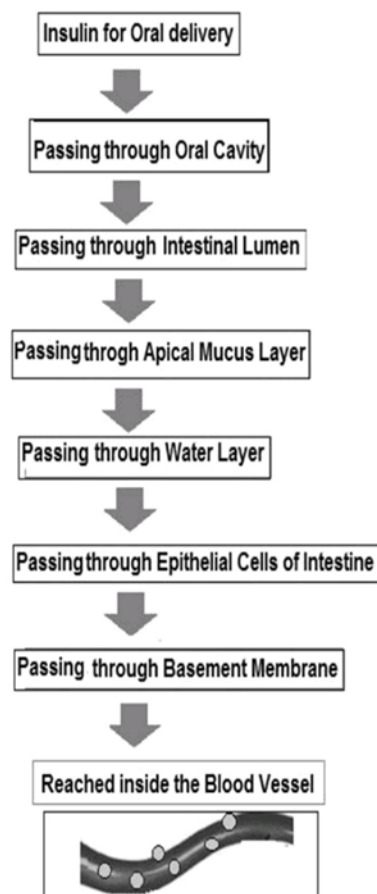 Insulin for Oral delivery
Passing through Oral Cavity
Passing through Intestinal Lumen
Passing throgh Apical Mucus Layer
Passing through Water Layer
Passing through Epithelial Cells of Intestine
Passing through Basement Membrane
Reached inside the Blood Vessel